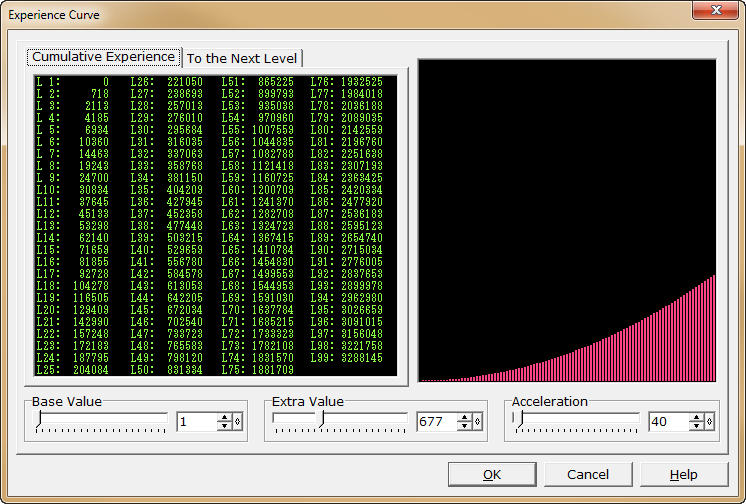 Experience Curve
Cumulative Experience To the Next Level
L 1: 0 L26: 221050 L51: 865225 L76: 1932525
L 2: 718 L27: 238693 L52: 899793 L77: 1984018
L 3: 2113 L28: 257013 L53: 935038 L78: 2036188
L 4: 4185 L29: 276010 L54: 970960 L79: 2089035
L 5: 6934 L30: 295684 L55: 1007559 L80: 2142559
L 6: 10360 L31: 316035 L56: 1044835 L81: 2196760
L 7: 14463 L32: 337063 L57: 1082788 L82: 2251638
L 8: 19243 L33: 358768 L58: 1121418 L83: 2307193
L 9: 24700 L34: 381150 L59: 1160725 L84: 2363425
L10: 30834 L35: 404209 L60: 1200709 L85: 2420334
L11: 37645 L36: 427945 L61: 1241370 L86: 2477920
L12: 45133 L37: 452358 L62: 1282708 L87: 2536183
L13: 53298 L38: 477448 L63: 1324723 L88: 2595123
L14: 62140 L39: 503215 L64: 1367415 L89: 2654740
L15: 71659 L40: 529659 L65: 1410784 L90: 2715034
L16: 81855 L41: 556780 L66: 1454830 L91: 2776005
L17: 92728 L42: 584578 L67: 1499553 L92: 2837653
L18: 104278 L43: 613053 L68: 1544953 L93: 2899978
L19: 116505 L44: 642205 L69: 1591030 L94: 2962980
L20: 129409 L45: 672034 L70: 1637784 L95: 3026659
L21: 142990 L46: 702540 L71: 1685215 L96: 3091015
L22: 157248 L47: 733723 L72: 1733323 L97: 3156048
L23: 172183 L48: 765583 L73: 1782108 L98: 3221758
L24: 187795 L49: 798120 L74: 1831570 L99: 3288145
L25: 204084 L50: 831334 L75: 1881709
Base Value Extra Value Acceleration
1 677 40
OK Cancel Help